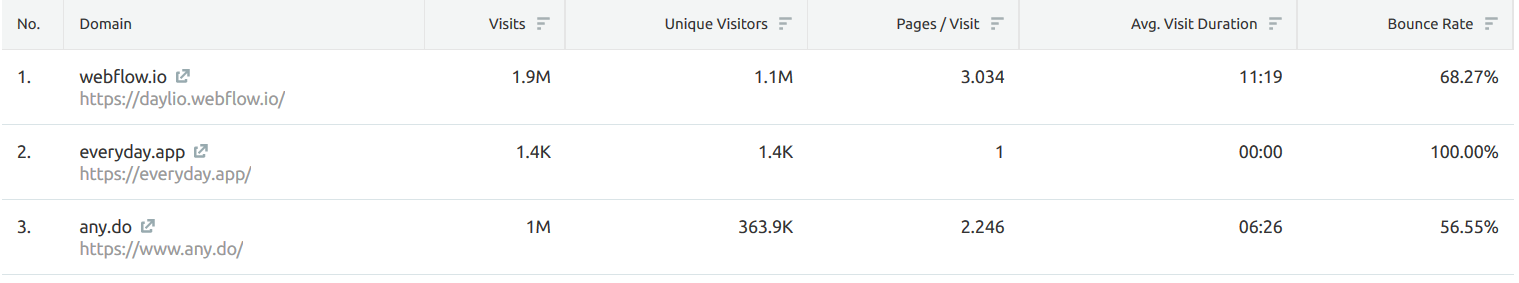 No. Domain Visits Unique Visitors Pages / Visit Avg. Visit Duration Bounce Rate
1. webflow.io 1.9M 1.1M 3.034 11:19 68.27%
https://daylio.webflow.io/
2. everyday.app 1.4K 1.4K 1 00:00 100.00%
https://everyday.app/
3. any.do 1M 363.9K 2.246 06:26 56.55%
https://www.any.do/